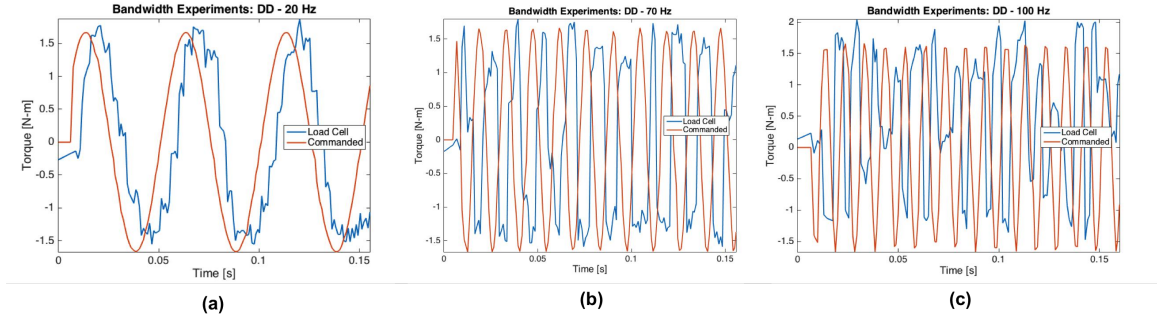 Bandwidth Experiments: DD - 20 Hz
1.5
1
0.5
0
-0.5
-1
-1.5
Torque [N-m]
Load Cell
Commanded
0
0.05
0.1
0.15
Time [s]
(a)
Bandwidth Experiments: DD - 70 Hz
1.5
1
0.5
0
-0.5
-1
-1.5
Torque [N-m]
Load Cell
Commanded
0
0.05
0.1
0.15
Time [s]
(b)
Bandwidth Experiments: DD - 100 Hz
2
1.5
1
0.5
0
-0.5
-1
-1.5
Torque [N-m]
Load Cell
Commanded
0
0.05
0.1
0.15
Time [s]
(c)